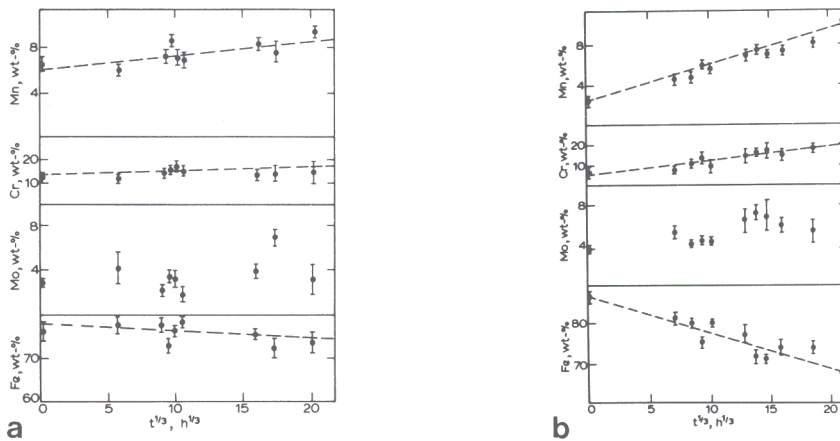 Mn, wt-%
8
4
Cr, wt-%
20
10
Mo, wt-%
8
4
Fe, wt-%
70
60
0 5 10 15 20
t^1/3, h^1/3
a
Mn, wt-%
8
4
Cr, wt-%
20
10
Mo, wt-%
8
4
Fe, wt-%
80
70
0 5 10 15 20
t^1/3, h^1/3
b